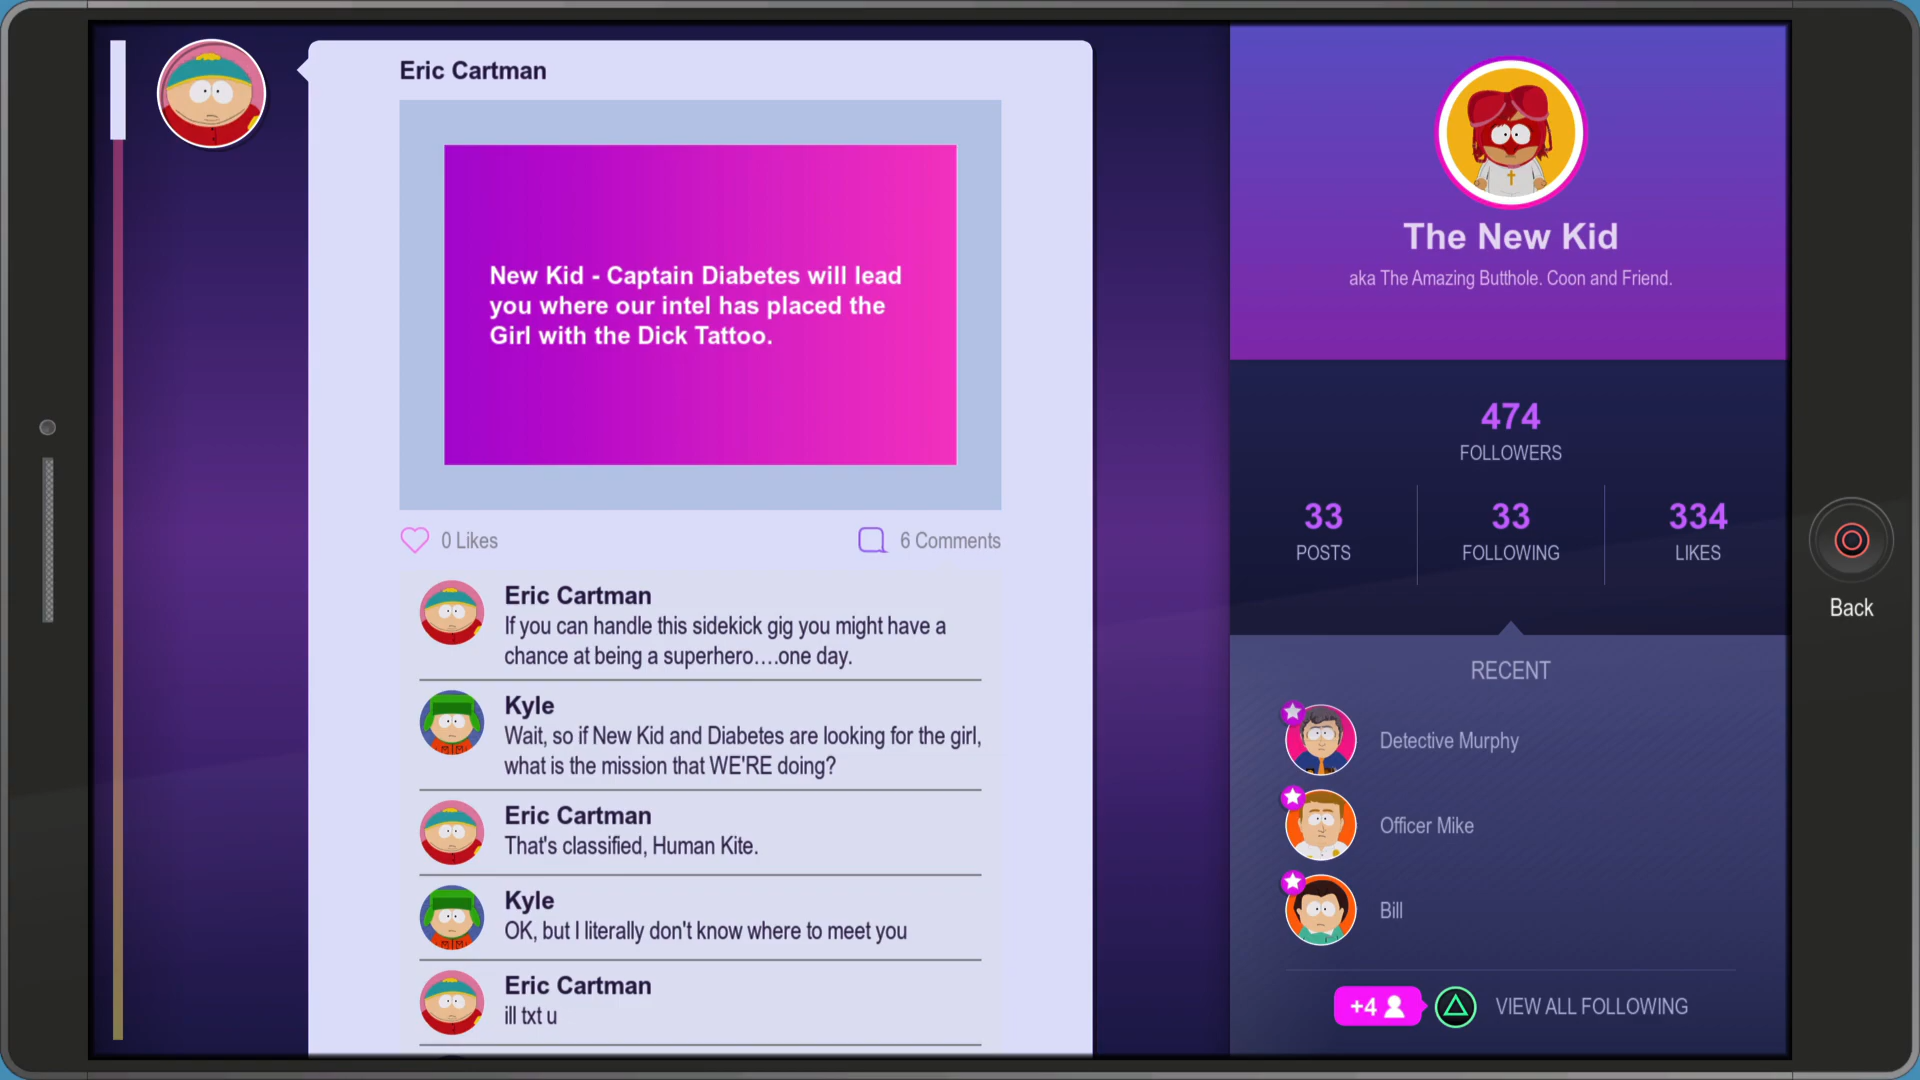 Eric Cartman
New Kid - Captain Diabetes will lead
you where our intel has placed the
Girl with the Dick Tattoo.
0 Likes
6 Comments
Eric Cartman
If you can handle this sidekick gig you might have a
chance at being a superhero....one day.
Kyle
Wait, so if New Kid and Diabetes are looking for the girl,
what is the mission that WE'RE doing?
Eric Cartman
That's classified, Human Kite.
Kyle
OK, but I literally don't know where to meet you
Eric Cartman
ill txt u
The New Kid
aka The Amazing Butthole. Coon and Friend.
474
FOLLOWERS
33
POSTS
33
FOLLOWING
334
LIKES
RECENT
Detective Murphy
Officer Mike
Bill
+4
VIEW ALL FOLLOWING
Back